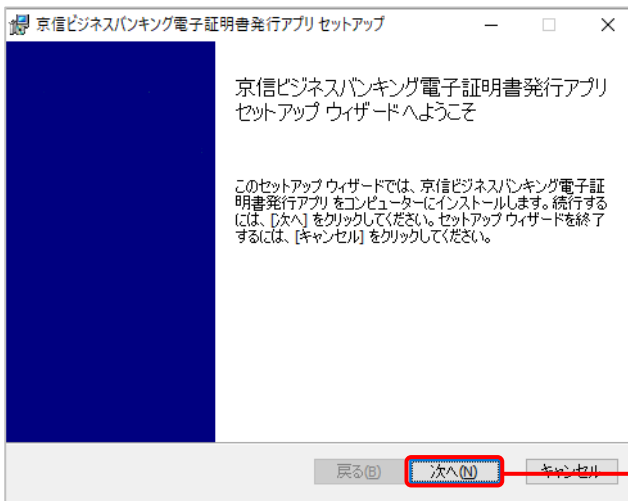 京信ビジネスバンキング電子証明書発行アプリ セットアップ
京信ビジネスバンキング電子証明書発行アプリ
セットアップ ウィザードへようこそ
このセットアップ ウィザードでは、京信ビジネスバンキング電子証
明書発行アプリ をコンピューターにインストールします。続行する
には、[次へ] をクリックしてください。セットアップ ウィザードを終了
するには、[キャンセル] をクリックしてください。
戻る(B) 次へ(N) キャンセル